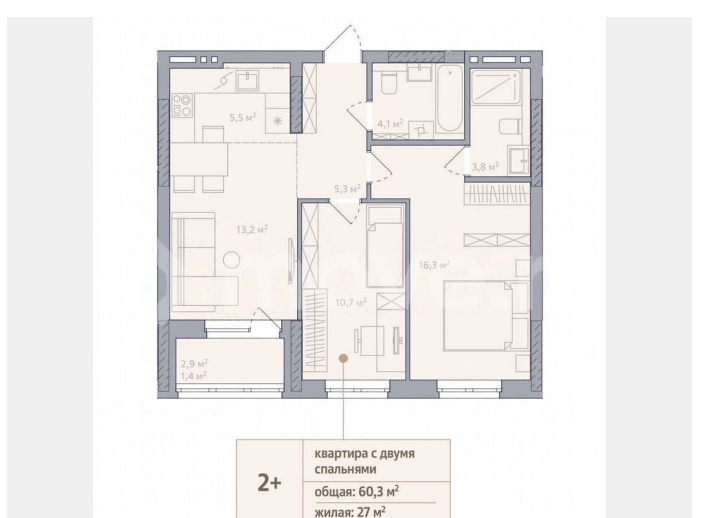 5,5 м²
4,1 м²
3,8 м²
5,3 м²
13,2 м²
16,3 м²
10,7 м²
2,9 м²
1,4 м²
2+
квартира с двумя
спальнями
общая: 60,3 м²
жилая: 27 м²